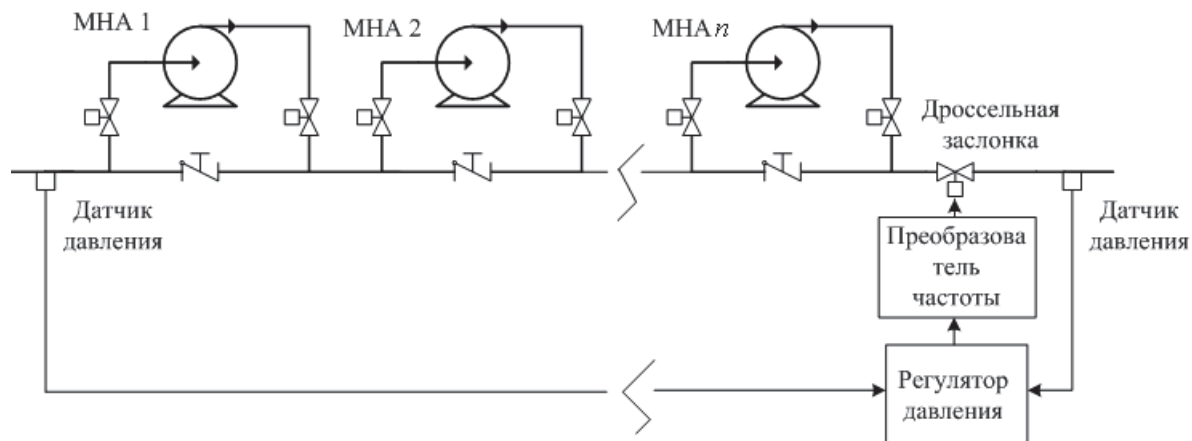 МНА 1
МНА 2
МНА n
Дроссельная
заслонка
Датчик
давления
Датчик
давления
Преобразова
тель
частоты
Регулятор
давления